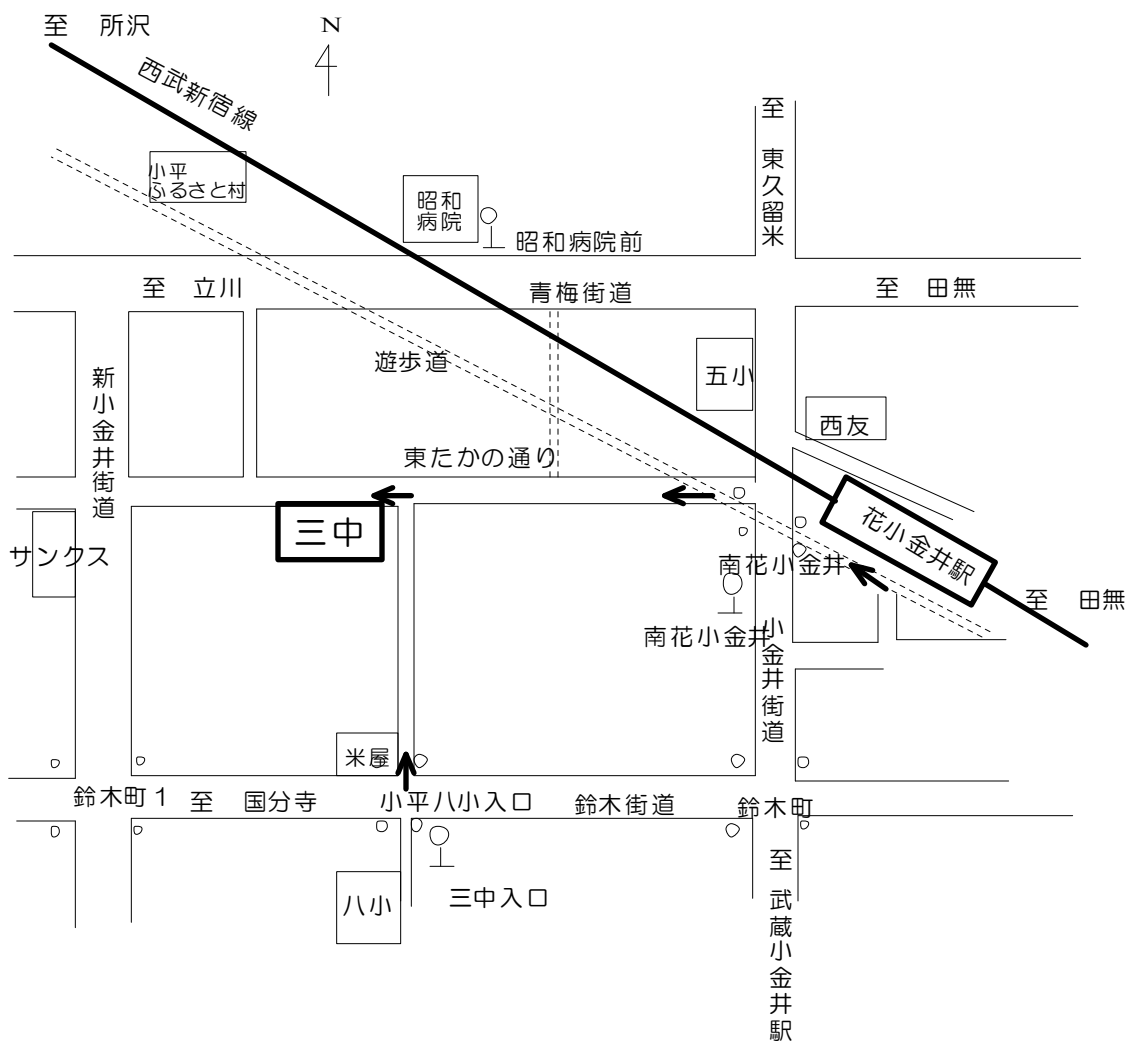 至 所沢
N
西武新宿線
至 東久留米
小平
ふるさと村
昭和
病院
昭和病院前
至 立川
青梅街道
至 田無
遊歩道
五小
新小金井街道
西友
東たかの通り
三中
花小金井駅
サンクス
南花小金井
至 田無
南花小金井
小金井街道
米屋
鈴木町1
至 国分寺
小平八小入口
鈴木街道
鈴木町
八小
三中入口
至 武蔵小金井駅